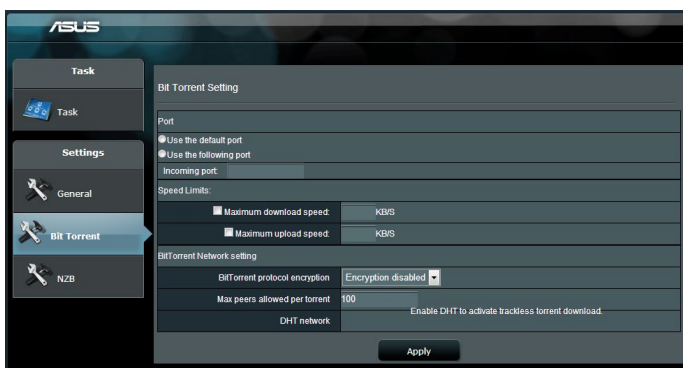 ASUS
Task
Task
Settings
General
Bit Torrent
NZB
Bit Torrent Setting
Port
Use the default port
Use the following port
Incoming port:
Speed Limits:
Maximum download speed: KB/S
Maximum upload speed: KB/S
BitTorrent Network setting
BitTorrent protocol encryption Encryption disabled
Max peers allowed per torrent 100
DHT network Enable DHT to activate trackless torrent download.
Apply